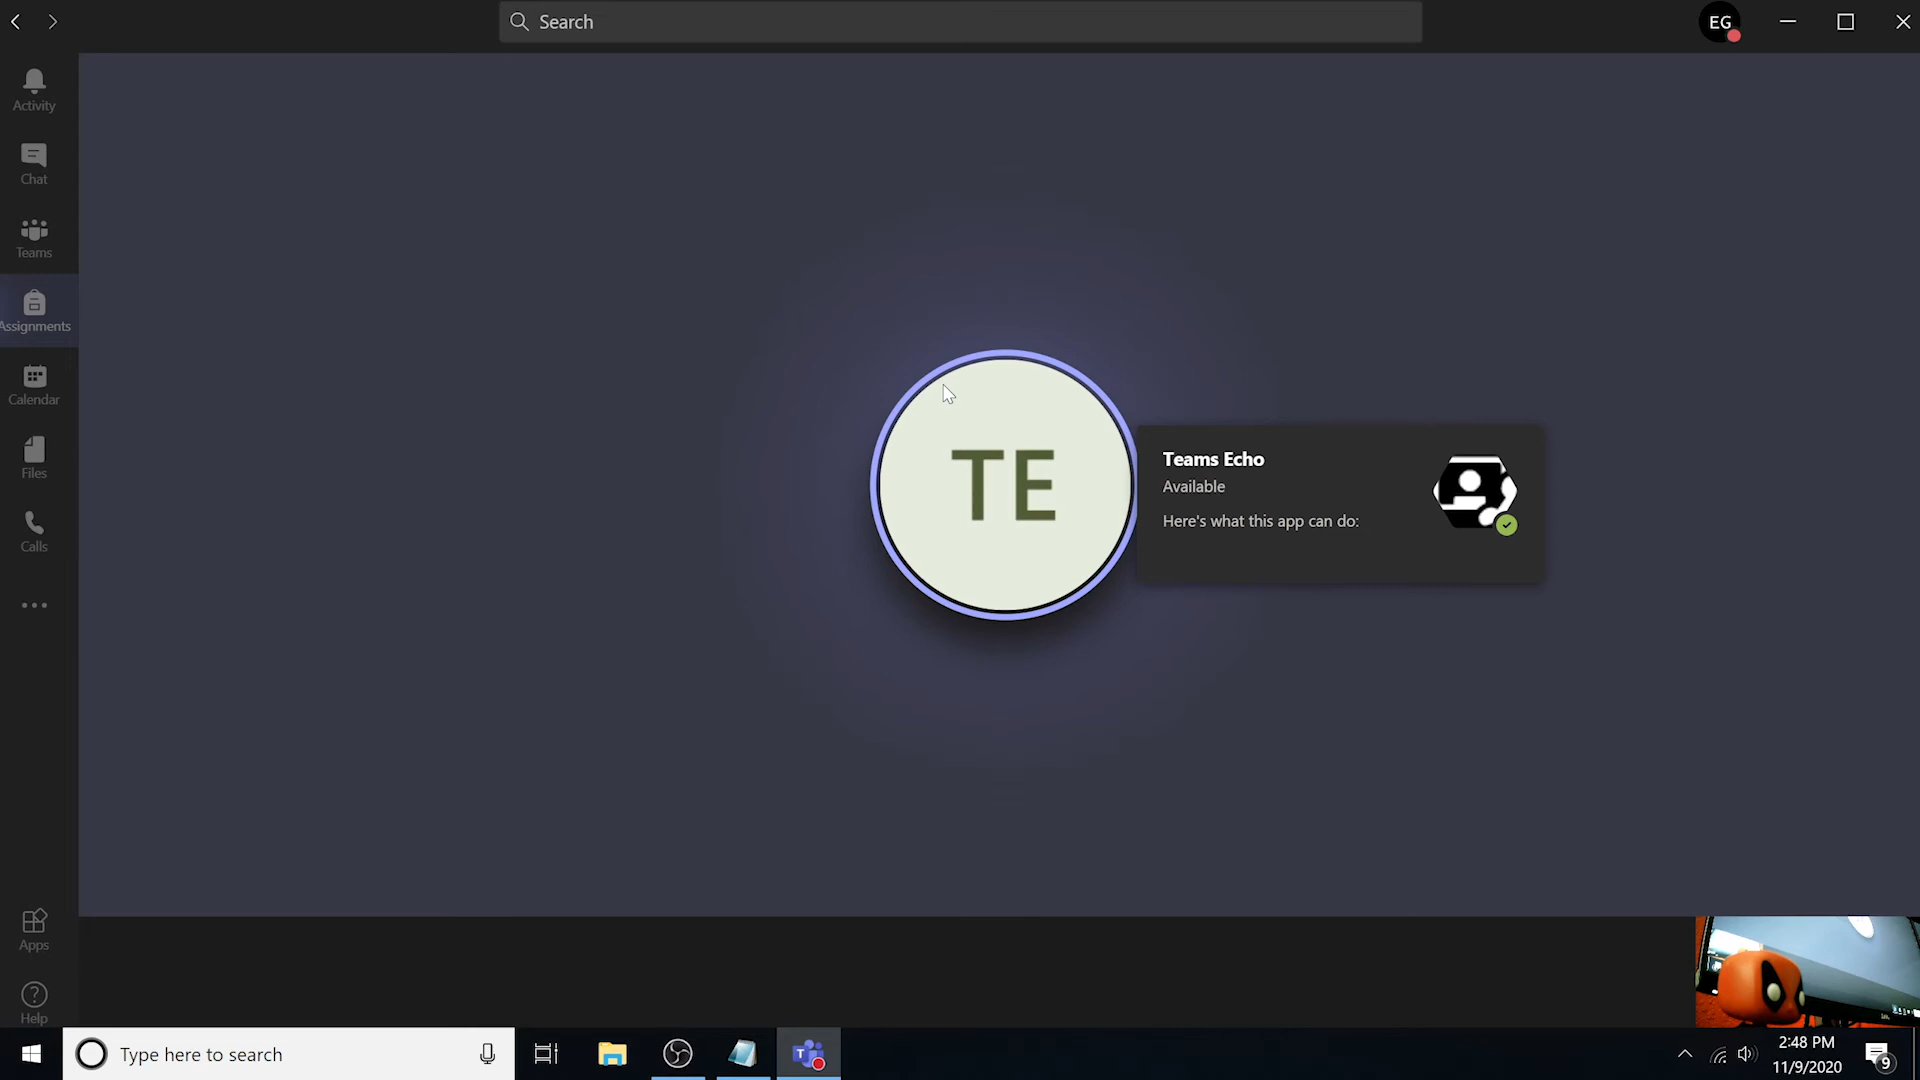 Search
EG
Activity
Chat
Teams
Assignments
Calendar
Files
Calls
Apps
Help
TE
Teams Echo
Available
Here's what this app can do:
Type here to search
T
2:48 PM
11/9/2020
9